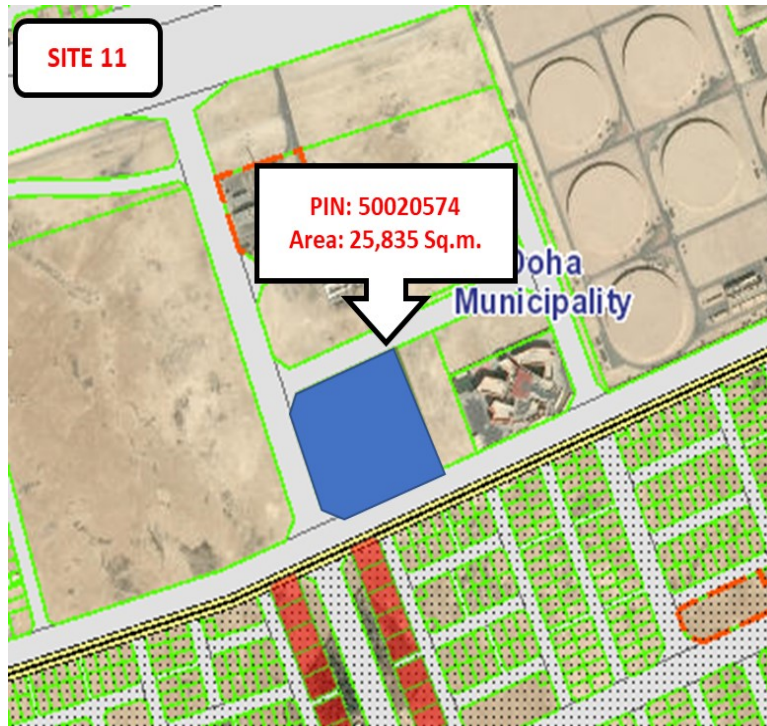 SITE 11
PIN: 50020574
Area: 25,835 Sq.m.
Doha
Municipality